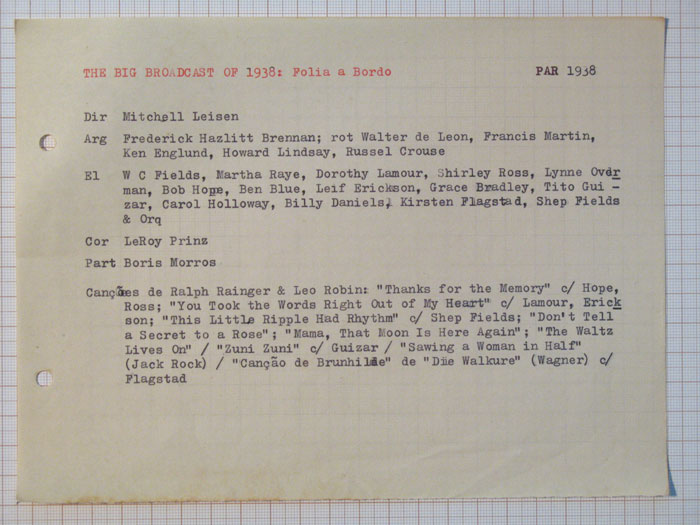 THE BIG BROADCAST OF 1938: Folia a Bordo PAR 1938
Dir Mitchell Leisen
Arg Frederick Hazlitt Brennan; rot Walter de Leon, Francis Martin,
Ken Englund, Howard Lindsay, Russel Crouse
El W C Fields, Martha Raye, Dorothy Lamour, Shirley Ross, Lynne Over
man, Bob Hope, Ben Blue, Leif Erickson, Grace Bradley, Tito Gui -
zar, Carol Holloway, Billy Daniels, Kirsten Flagstad, Shep Fields
& Orq
Cor LeRoy Prinz
Part Boris Morros
Canções de Ralph Rainger & Leo Robin: "Thanks for the Memory" c/ Hope,
Ross; "You Took the Words Right Out of My Heart" c/ Lamour, Erick
son; "This Little Ripple Had Rhythm" c/ Shep Fields; "Don't Tell
a Secret to a Rose"; "Mama, That Moon Is Here Again"; "The Waltz
Lives On" / "Zuni Zuni" c/ Guizar / "Sawing a Woman in Half"
(Jack Rock) / "Canção de Brunhilde" de "Die Walkure" (Wagner) c/
Flagstad